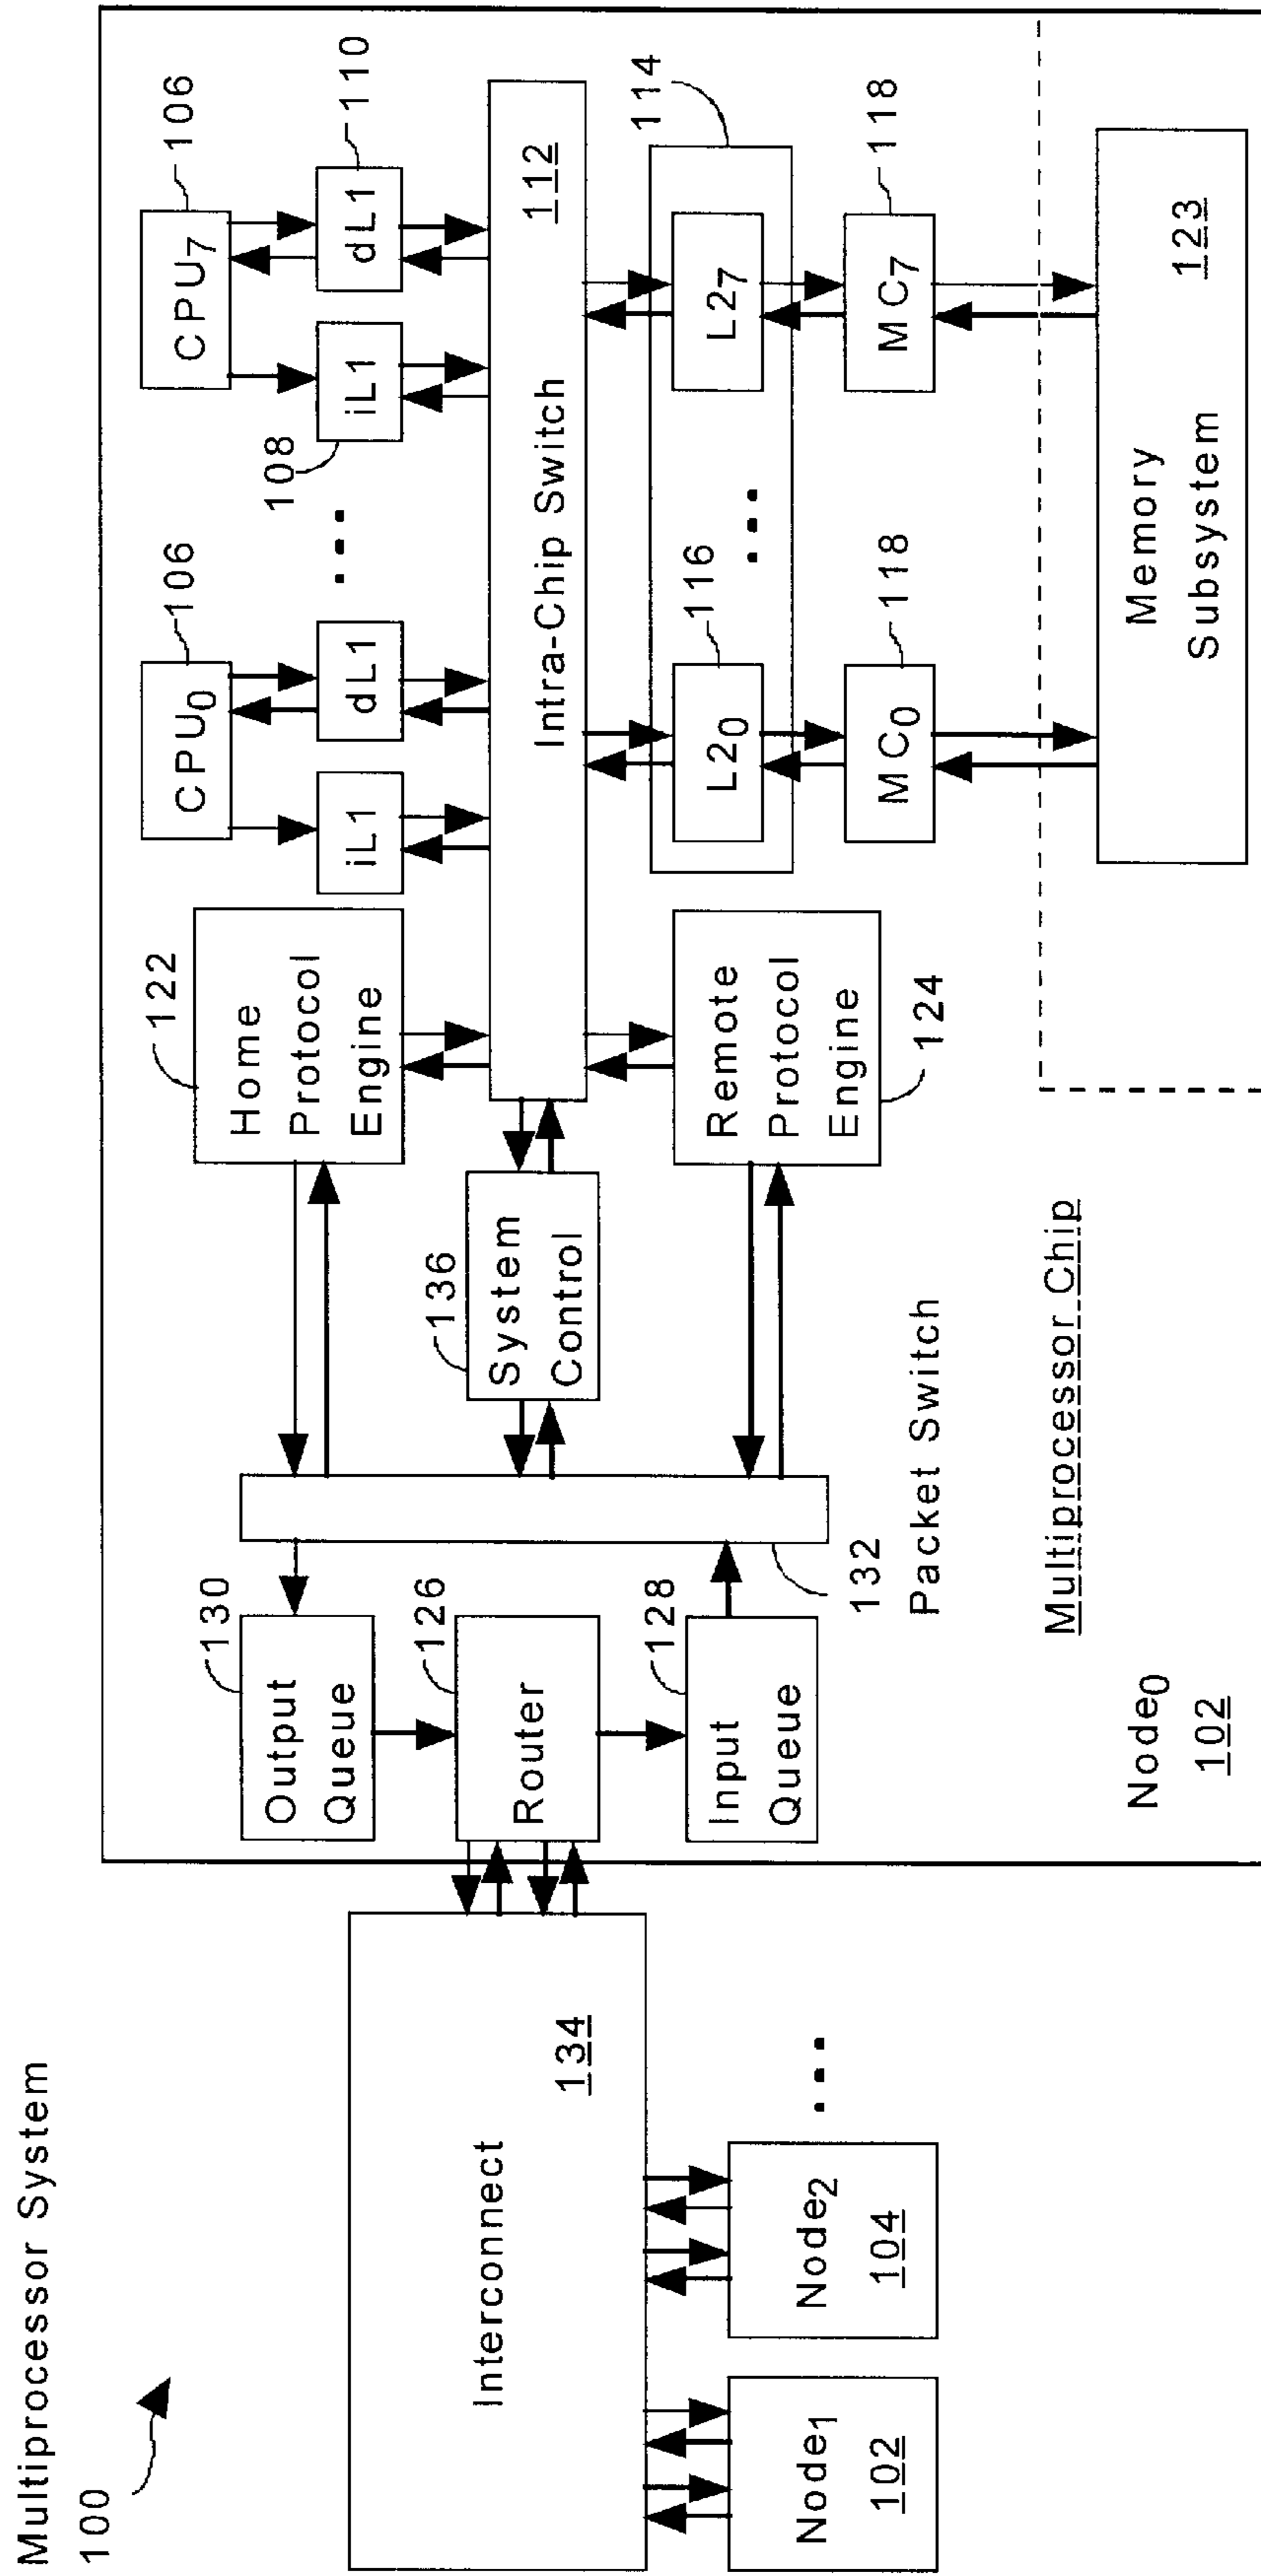 Multiprocessor System
100
Interconnect
134
Node1
102
Node2
104
...
Output
Queue
130
Router
126
Input
Queue
128
132
Packet Switch
Home
Protocol
Engine
122
System
Control
136
Remote
Protocol
Engine
124
CPU0
106
iL1
dL1
...
CPU7
106
iL1
108
dL1
110
Intra-Chip Switch
112
114
L20
116
...
L27
MC0
118
MC7
118
Memory
Subsystem
123
Multiprocessor Chip
Node0
102